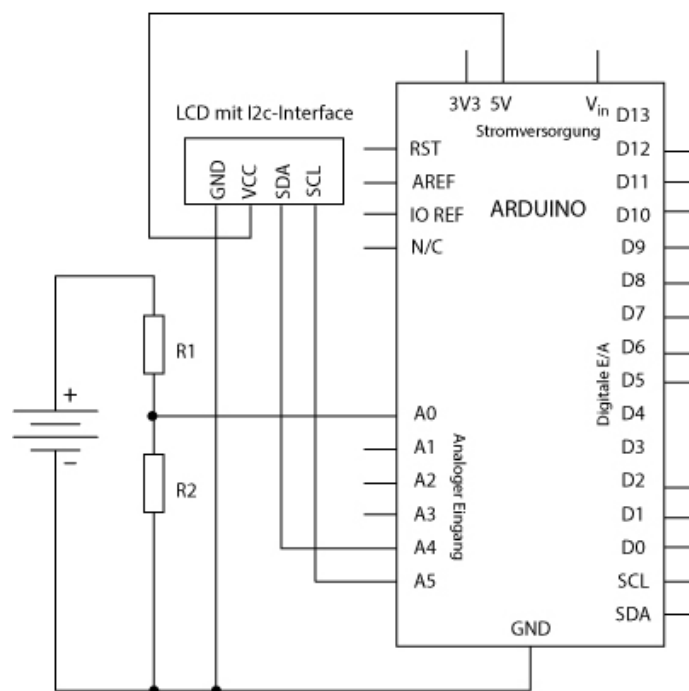 3V3 5V Vin D13
LCD mit I2c-Interface
Stromversorgung
RST D12
GND VCC SDA SCL
AREF D11
ARDUINO
IO REF D10
N/C D9
D8
D7
R1
D6
Digitale E/A
D5
+
A0 D4
A1 D3
Analoger Eingang
-
A2 D2
R2
A3 D1
A4 D0
A5 SCL
SDA
GND